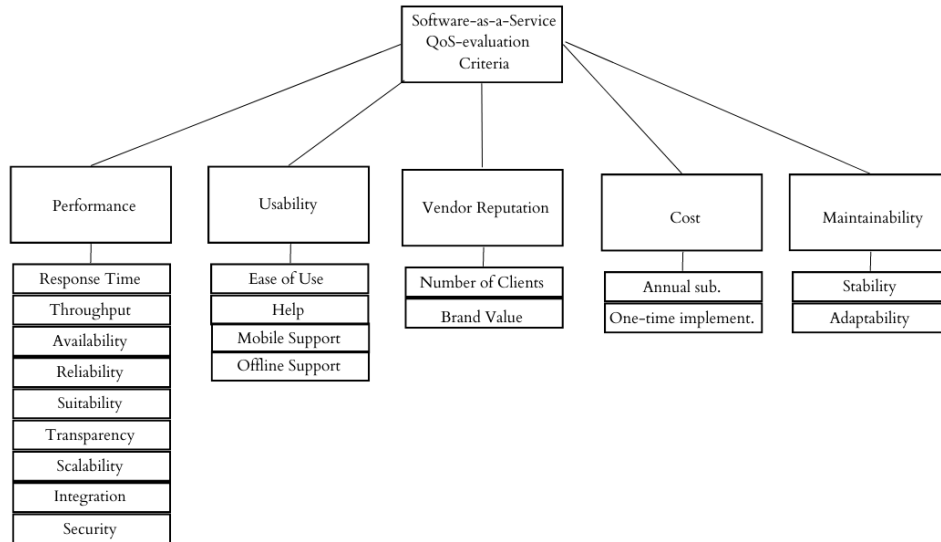 Software-as-a-Service
QoS-evaluation
Criteria
Performance
Usability
Vendor Reputation
Cost
Maintainability
Response Time
Throughput
Availability
Reliability
Suitability
Transparency
Scalability
Integration
Security
Ease of Use
Help
Mobile Support
Offline Support
Number of Clients
Brand Value
Annual sub.
One-time implement.
Stability
Adaptability